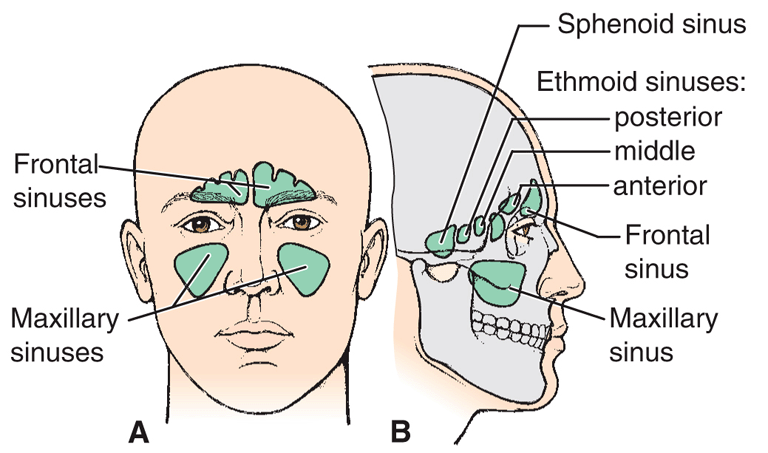 Sphenoid sinus
Ethmoid sinuses:
posterior
middle
anterior
Frontal
sinuses
Frontal
sinus
Maxillary
sinuses
Maxillary
sinus
A
B